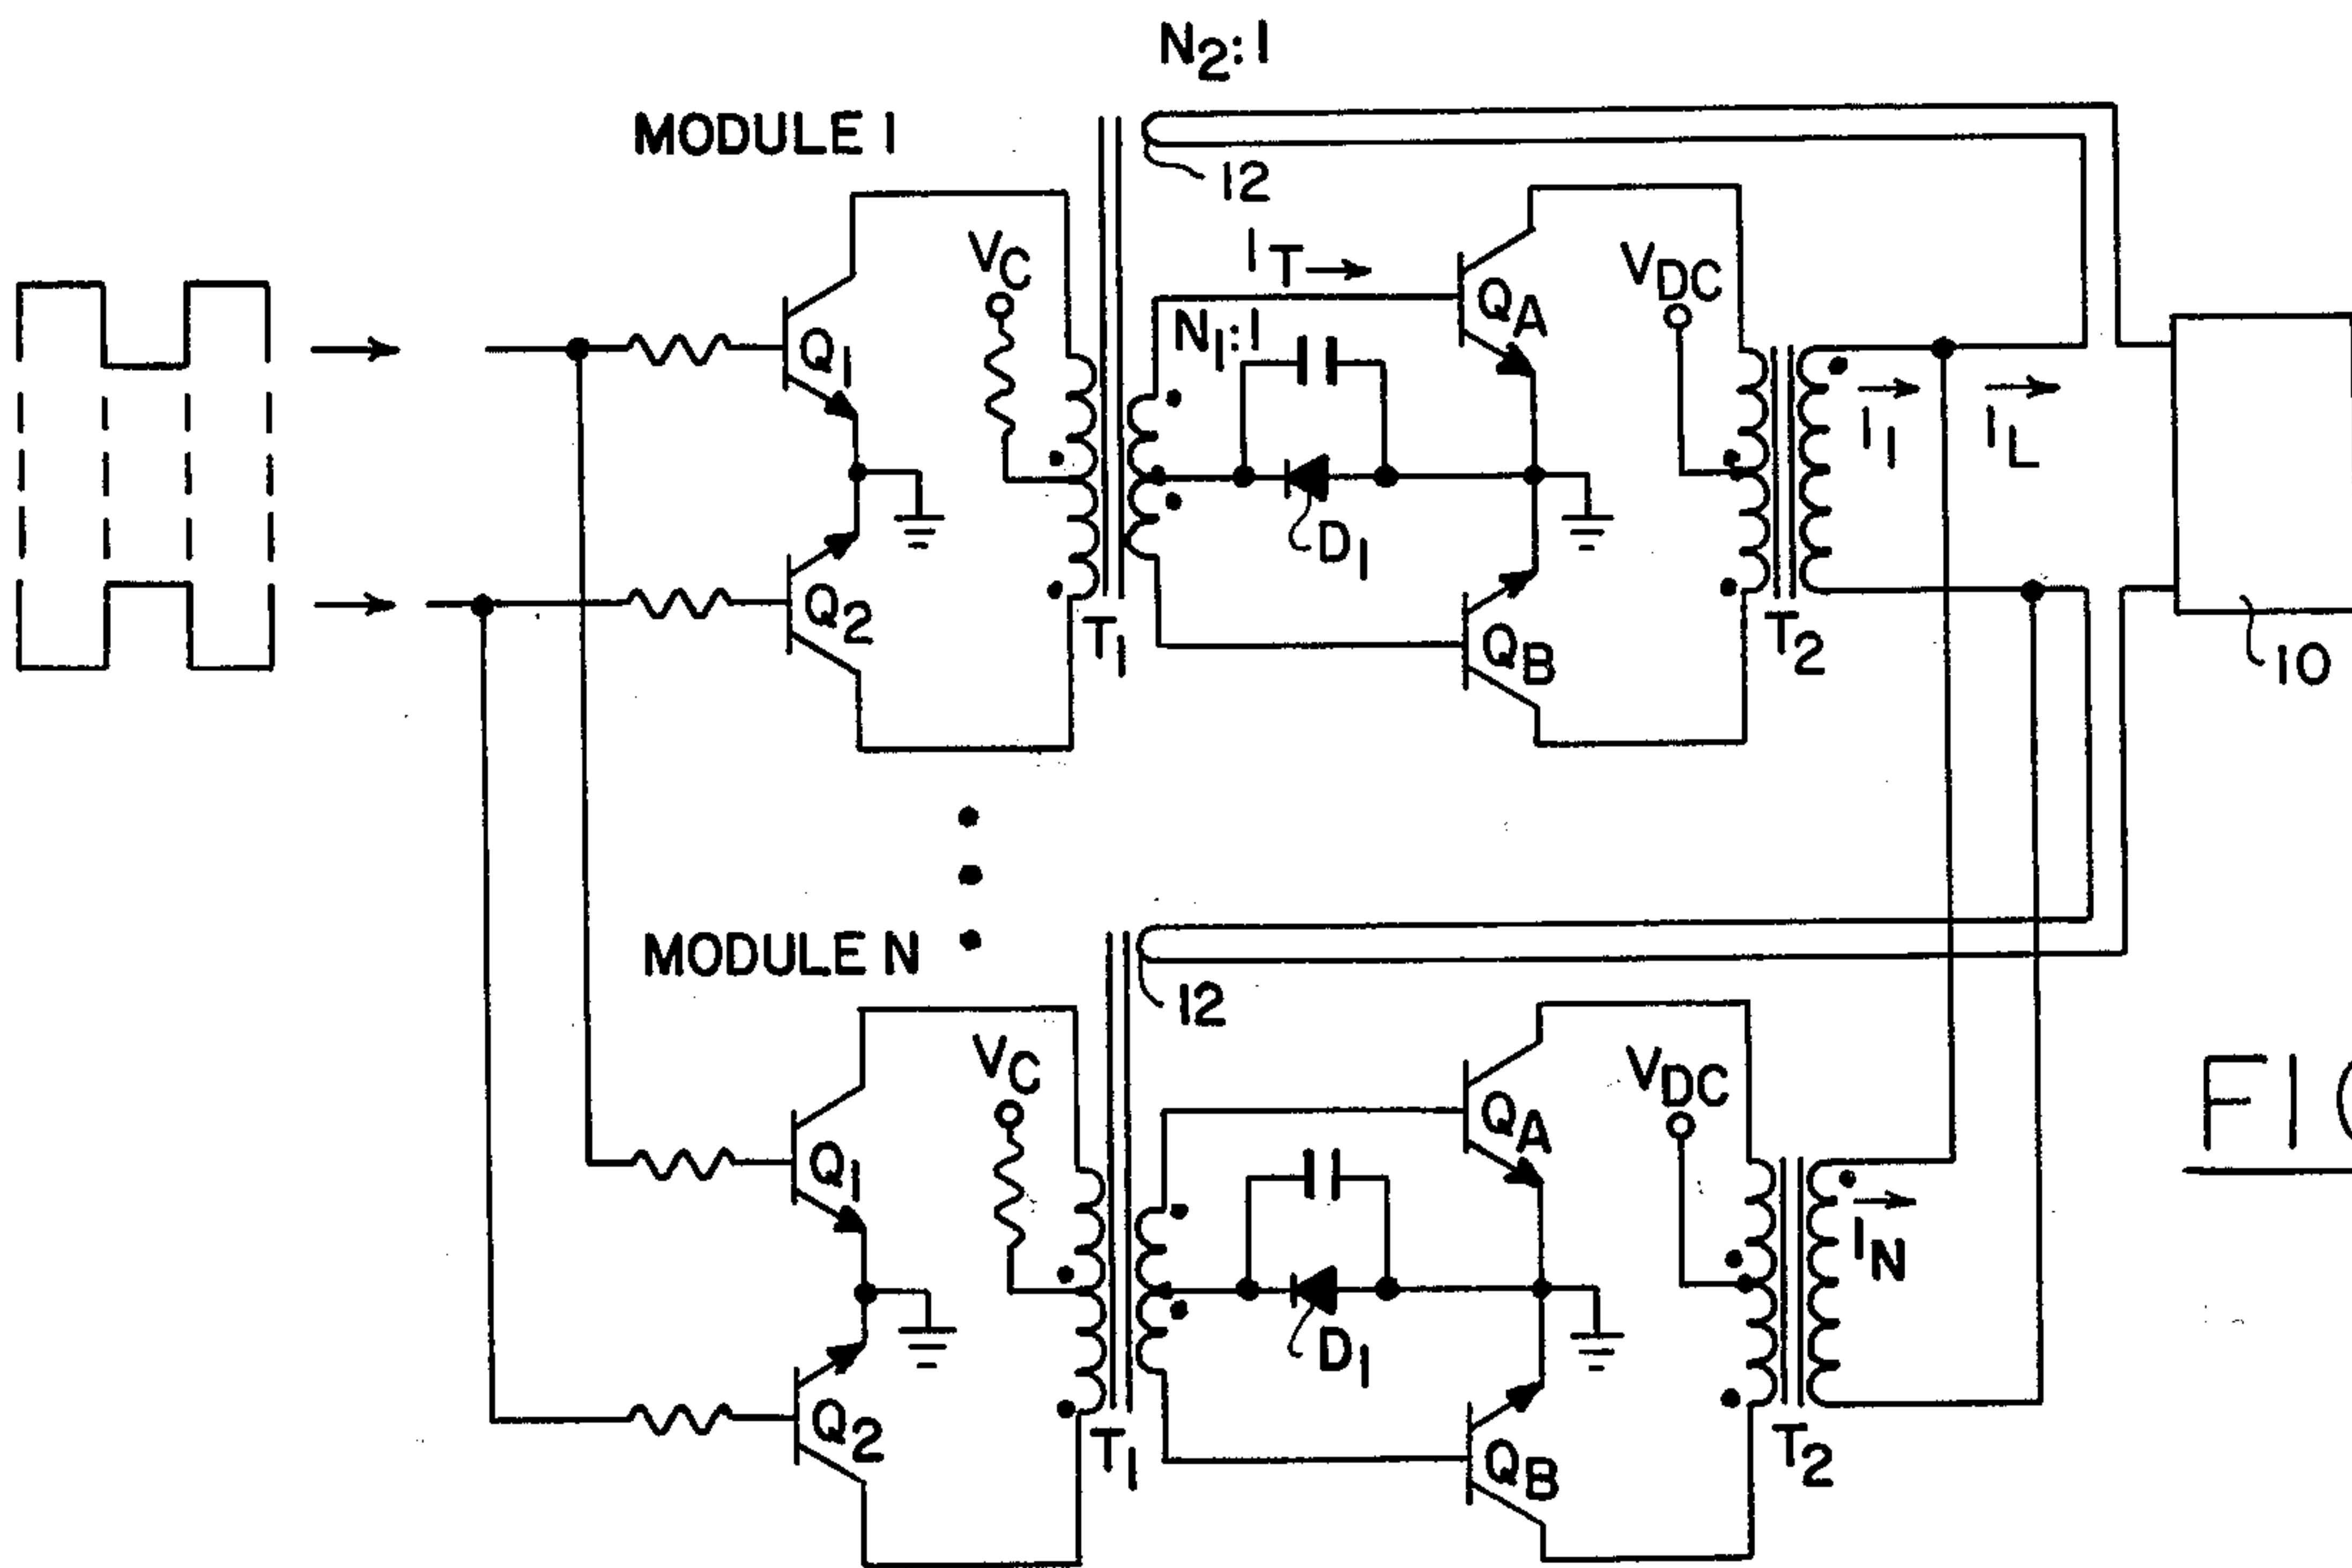 N2:1
MODULE 1
12
IT
VC
Q1
N1:1
QA
VDC
I1
IL
D1
Q2
T1
QB
T2
10
MODULE N
12
VC
QA
VDC
Q1
IN
D1
Q2
T1
QB
T2